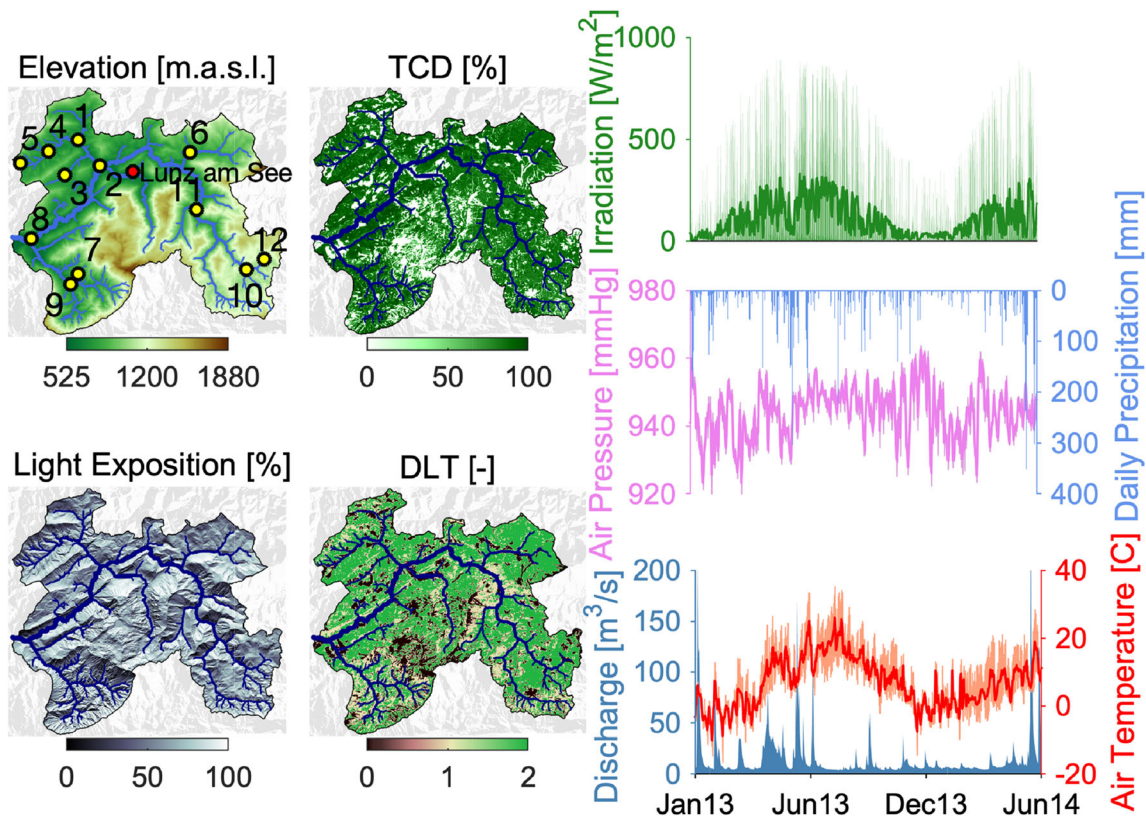 Elevation [m.a.s.l.]
1
4
5
6
Lunz am See
2
3
11
8
7
12
9
10
525 1200 1880
TCD [%]
0 50 100
Light Exposition [%]
0 50 100
DLT [-]
0 1 2
Irradiation [W/m²]
1000
500
0
Air Pressure [mmHg]
980
960
940
920
Daily Precipitation [mm]
0
100
200
300
400
Discharge [m³/s]
200
150
100
50
0
Air Temperature [C]
40
20
0
-20
Jan13 Jun13 Dec13 Jun14